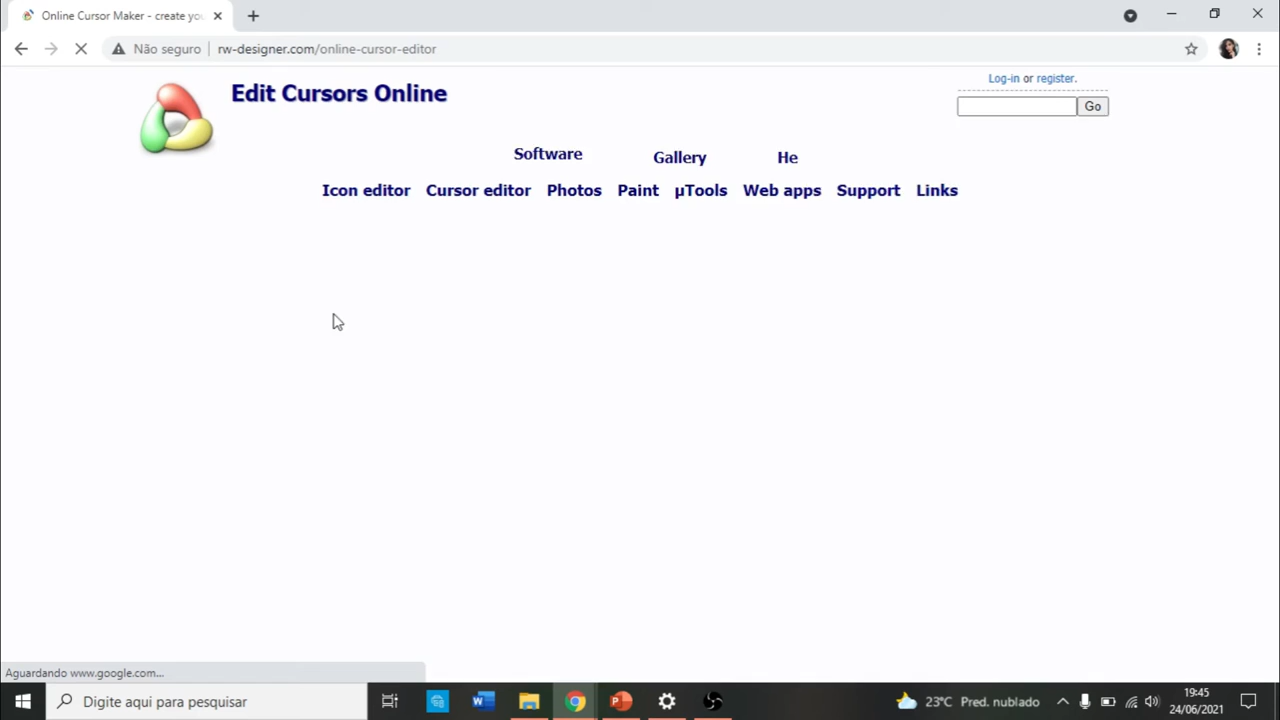 Online Cursor Maker - create you
Não seguro
rw-designer.com/online-cursor-editor
Edit Cursors Online
Log-in or register.
Go
Software Gallery He
Icon editor Cursor editor Photos Paint µTools Web apps Support Links
Aguardando www.google.com...
Digite aqui para pesquisar
23°C Pred. nublado
19:45
24/06/2021